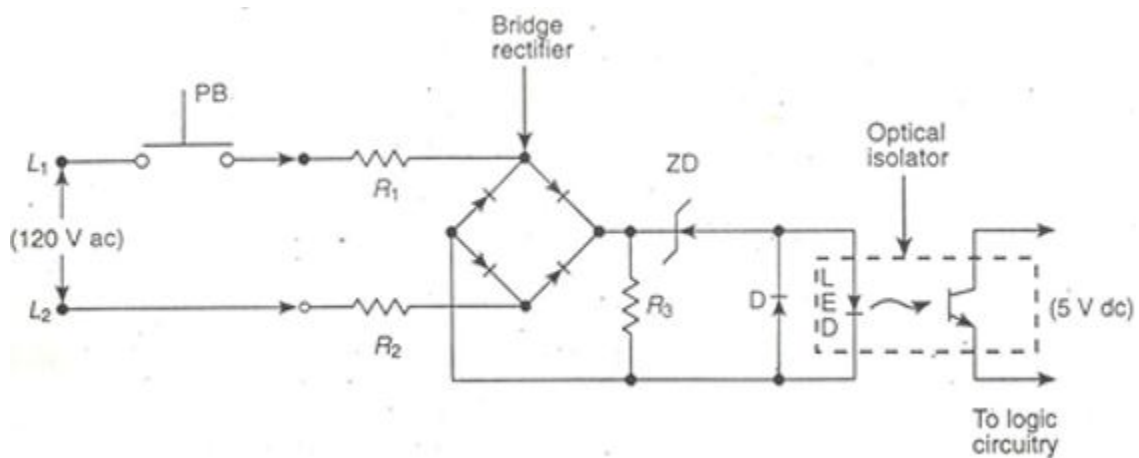 Bridge
rectifier
PB
Optical
isolator
L1
R1
ZD
(120 V ac)
L2
R2
R3
D
L
E
D
(5 V dc)
To logic
circuitry